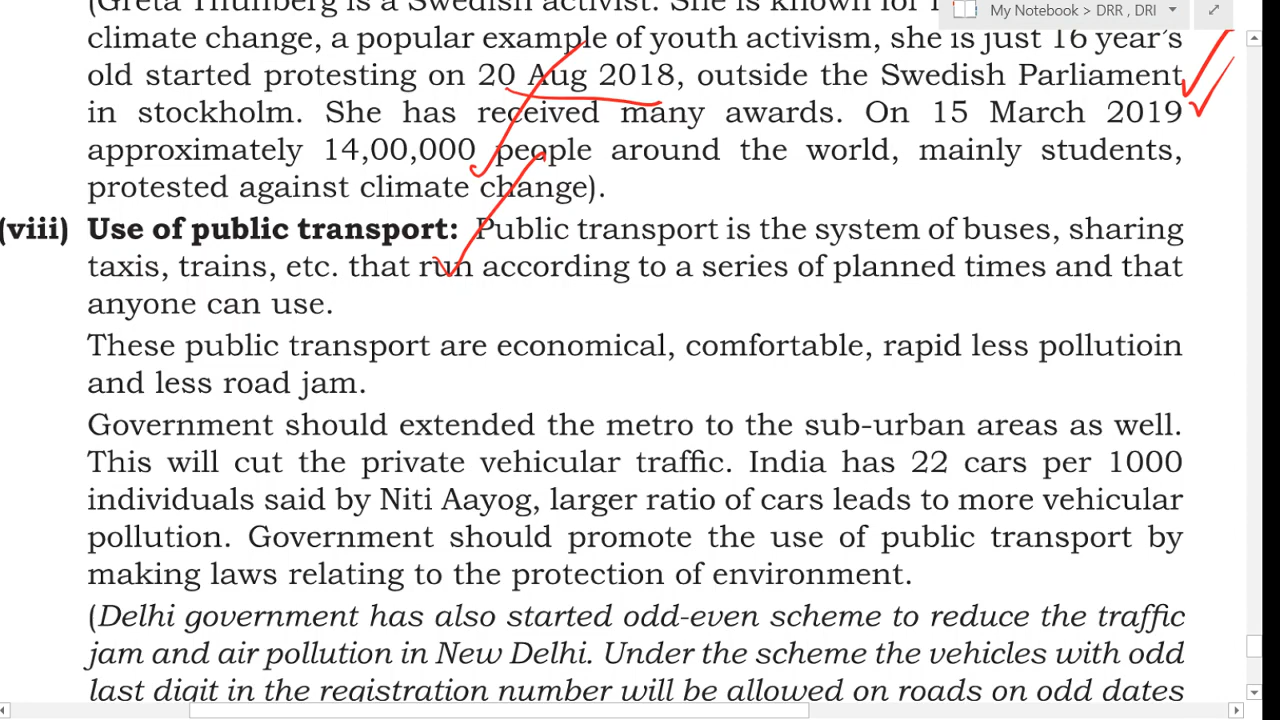 (Greta Thunberg is a Swedish activist. She is known for
My Notebook > DRR , DRI
climate change, a popular example of youth activism, she is just 16 year's
old started protesting on 20 Aug 2018, outside the Swedish Parliament
in stockholm. She has received many awards. On 15 March 2019
approximately 14,00,000 people around the world, mainly students,
protested against climate change).
(viii) Use of public transport: Public transport is the system of buses, sharing
taxis, trains, etc. that run according to a series of planned times and that
anyone can use.
These public transport are economical, comfortable, rapid less pollutioin
and less road jam.
Government should extended the metro to the sub-urban areas as well.
This will cut the private vehicular traffic. India has 22 cars per 1000
individuals said by Niti Aayog, larger ratio of cars leads to more vehicular
pollution. Government should promote the use of public transport by
making laws relating to the protection of environment.
(Delhi government has also started odd-even scheme to reduce the traffic
jam and air pollution in New Delhi. Under the scheme the vehicles with odd
last digit in the registration number will be allowed on roads on odd dates